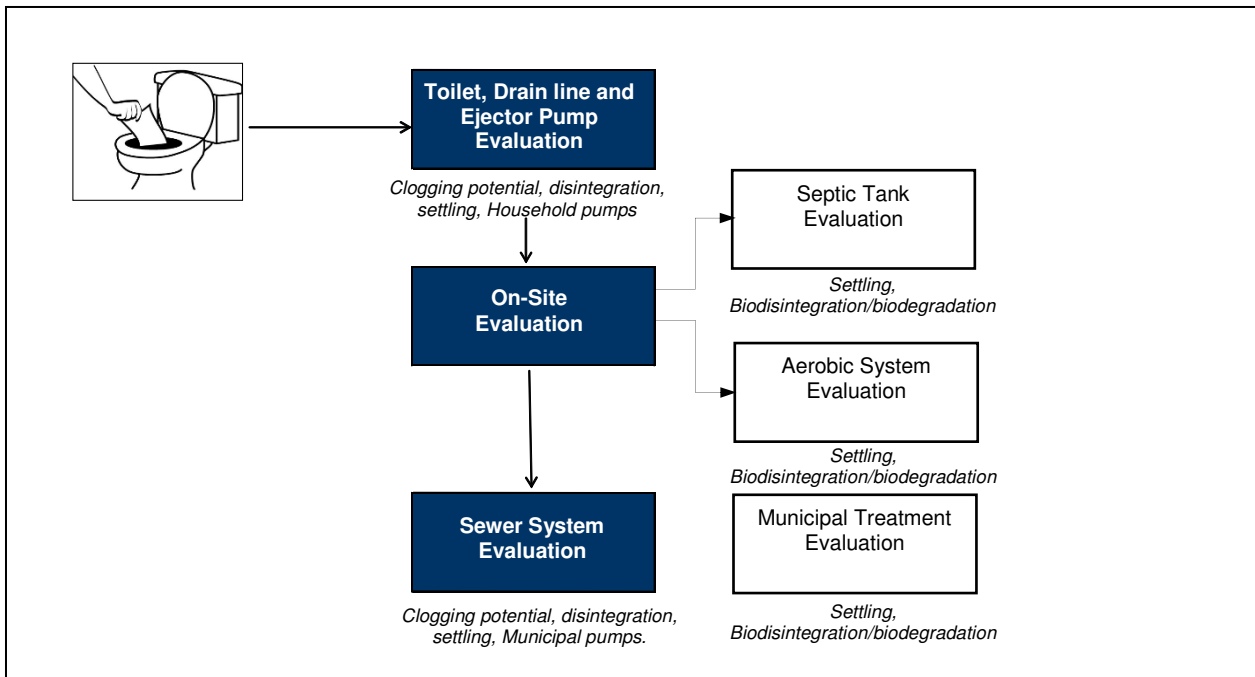 Toilet, Drain line and
Ejector Pump
Evaluation
Clogging potential, disintegration,
settling, Household pumps
Septic Tank
Evaluation
Settling,
Biodisintegration/biodegradation
On-Site
Evaluation
Aerobic System
Evaluation
Settling,
Biodisintegration/biodegradation
Sewer System
Evaluation
Clogging potential, disintegration,
settling, Municipal pumps.
Municipal Treatment
Evaluation
Settling,
Biodisintegration/biodegradation